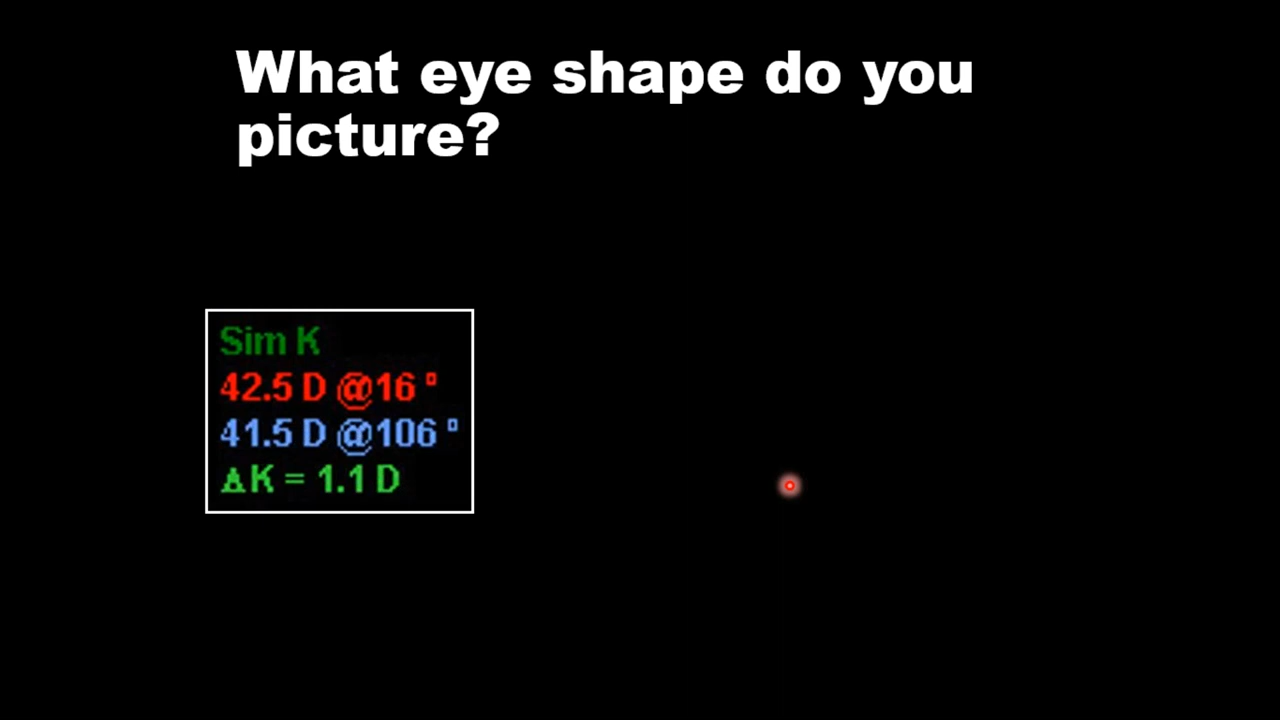 What eye shape do you
picture?
Sim K
42.5 D @16 °
41.5 D @106 °
ΔK = 1.1 D